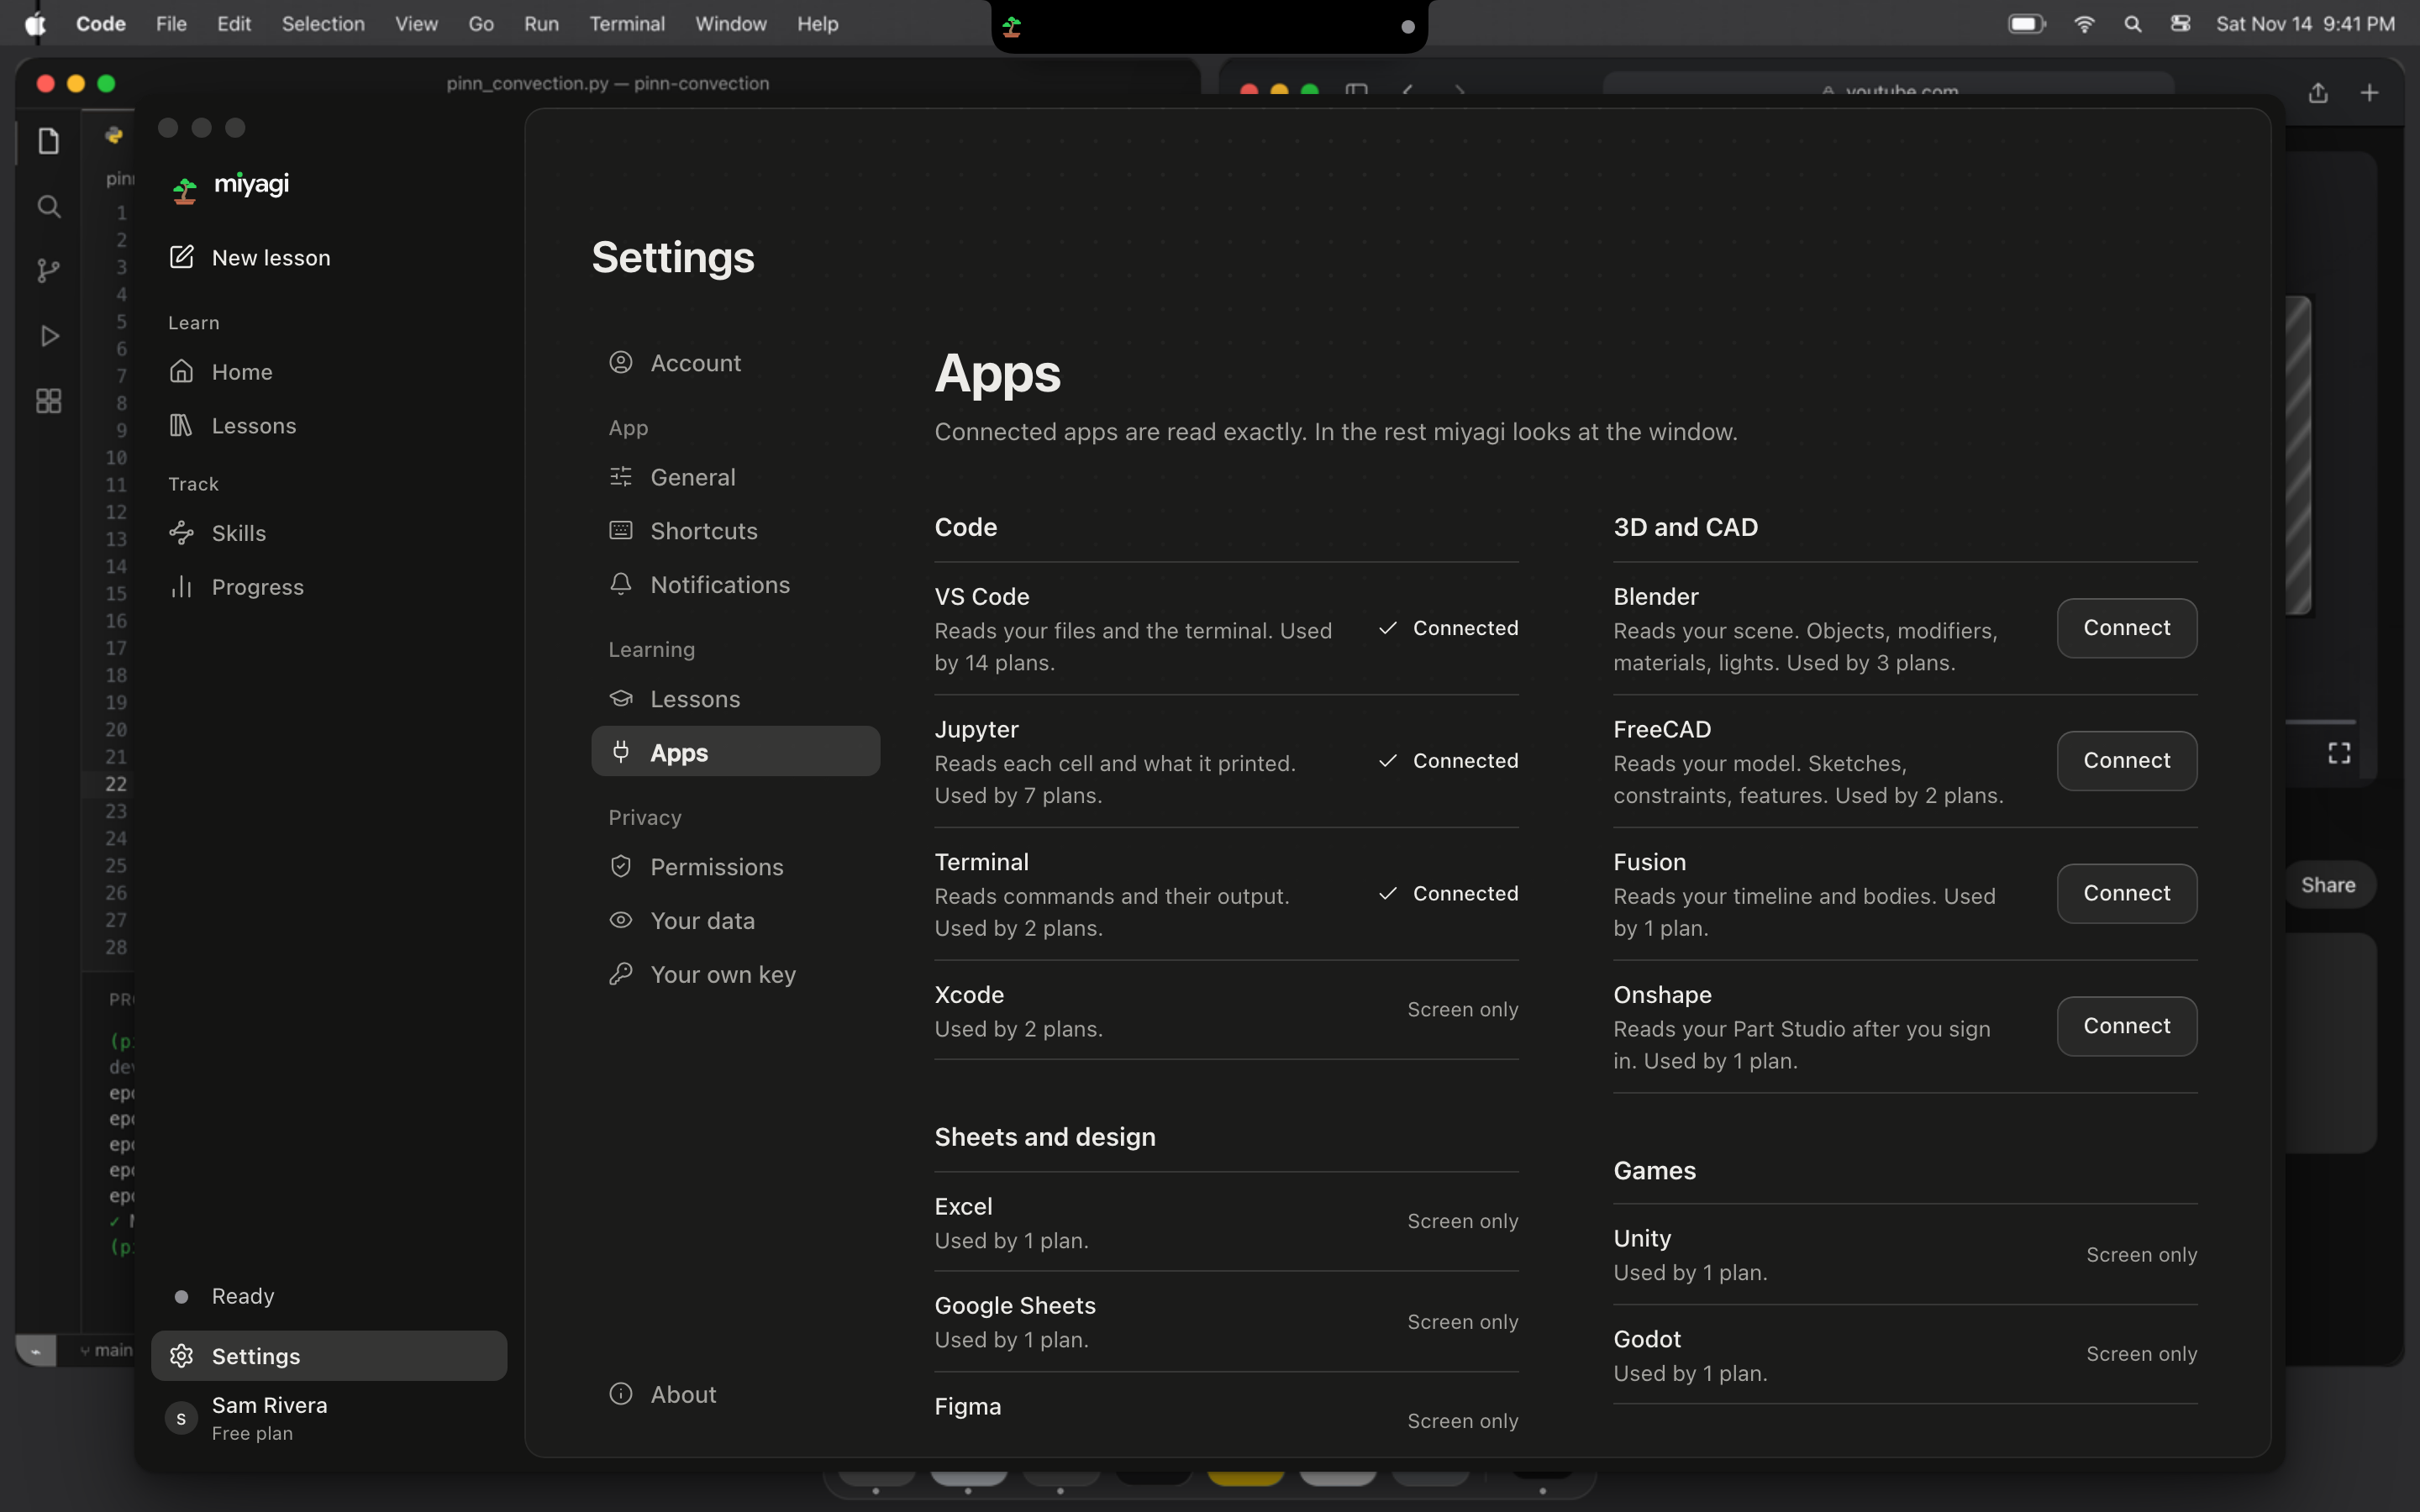 Code File Edit Selection View Go Run Terminal Window Help
Sat Nov 14 9:41 PM
pinn_convection.py — pinn-convection
youtube.com
miyagi
New lesson
Learn
Home
Lessons
Track
Skills
Progress
Ready
Settings
S
Sam Rivera
Free plan
Settings
Account
App
General
Shortcuts
Notifications
Learning
Lessons
Apps
Privacy
Permissions
Your data
Your own key
About
Apps
Connected apps are read exactly. In the rest miyagi looks at the window.
Code
VS Code
Reads your files and the terminal. Used
by 14 plans.
Connected
Jupyter
Reads each cell and what it printed.
Used by 7 plans.
Connected
Terminal
Reads commands and their output.
Used by 2 plans.
Connected
Xcode
Used by 2 plans.
Screen only
Sheets and design
Excel
Used by 1 plan.
Screen only
Google Sheets
Used by 1 plan.
Screen only
Figma
Screen only
3D and CAD
Blender
Reads your scene. Objects, modifiers,
materials, lights. Used by 3 plans.
Connect
FreeCAD
Reads your model. Sketches,
constraints, features. Used by 2 plans.
Connect
Fusion
Reads your timeline and bodies. Used
by 1 plan.
Connect
Onshape
Reads your Part Studio after you sign
in. Used by 1 plan.
Connect
Games
Unity
Used by 1 plan.
Screen only
Godot
Used by 1 plan.
Screen only
1
2
3
4
5
6
7
8
9
10
11
12
13
14
15
16
17
18
19
20
21
22
23
24
25
26
27
28
main
Share